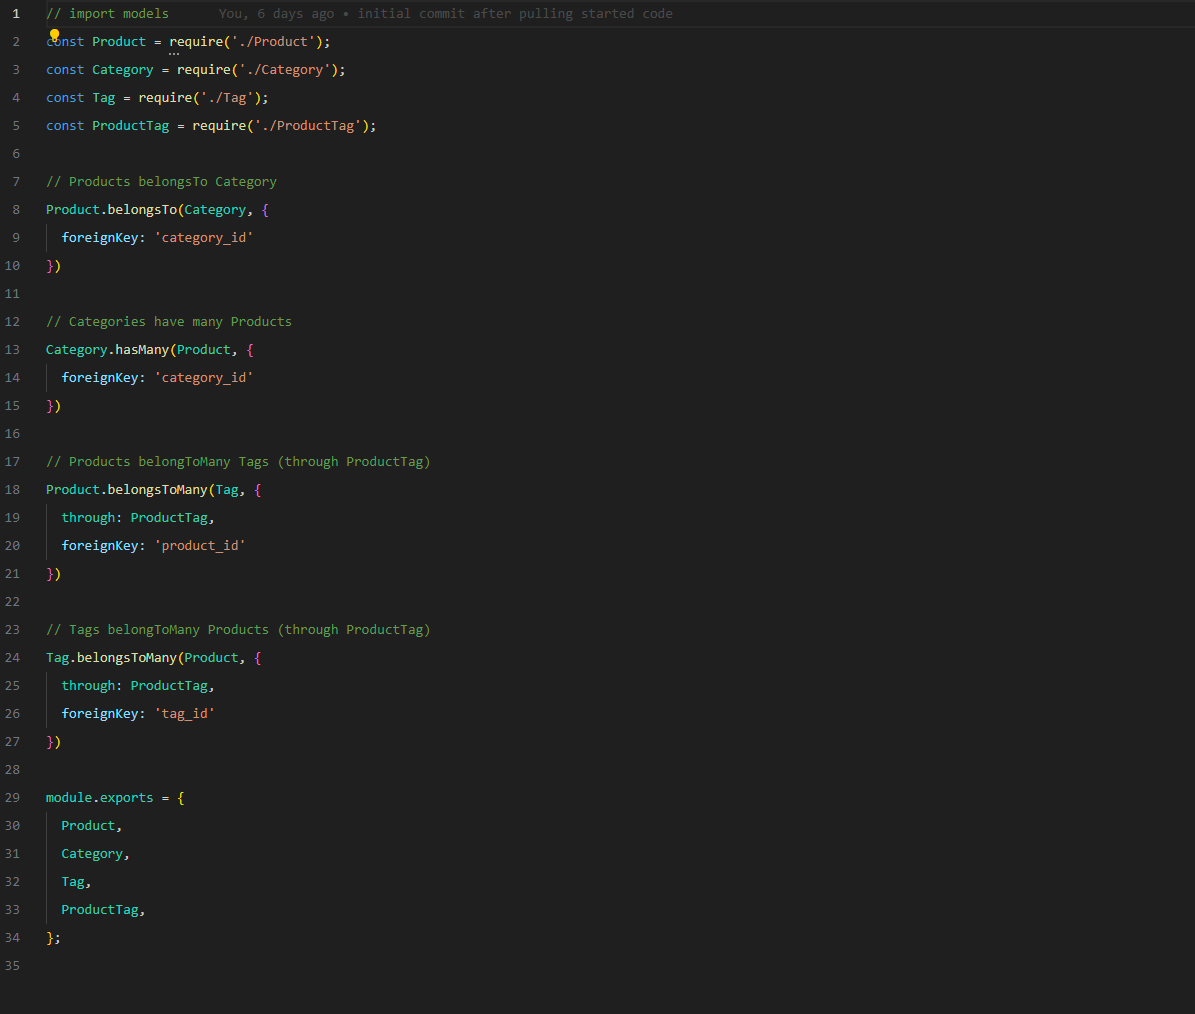 1 // import models You, 6 days ago • initial commit after pulling started code
2 const Product = require('./Product');
3 const Category = require('./Category');
4 const Tag = require('./Tag');
5 const ProductTag = require('./ProductTag');
6
7 // Products belongsTo Category
8 Product.belongsTo(Category, {
9 foreignKey: 'category_id'
10 })
11
12 // Categories have many Products
13 Category.hasMany(Product, {
14 foreignKey: 'category_id'
15 })
16
17 // Products belongToMany Tags (through ProductTag)
18 Product.belongsToMany(Tag, {
19 through: ProductTag,
20 foreignKey: 'product_id'
21 })
22
23 // Tags belongToMany Products (through ProductTag)
24 Tag.belongsToMany(Product, {
25 through: ProductTag,
26 foreignKey: 'tag_id'
27 })
28
29 module.exports = {
30 Product,
31 Category,
32 Tag,
33 ProductTag,
34 };
35